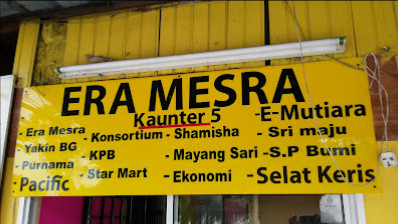 ERA MESRA
Kaunter 5
E-Mutiara
- Era Mesra
- Konsortium
- Shamisha
- Sri maju
Yakin BG
- KPB
- Mayang Sari
- S.P Bumi
- Purnama
- Star Mart
- Ekonomi
- Selat Keris
Pacific